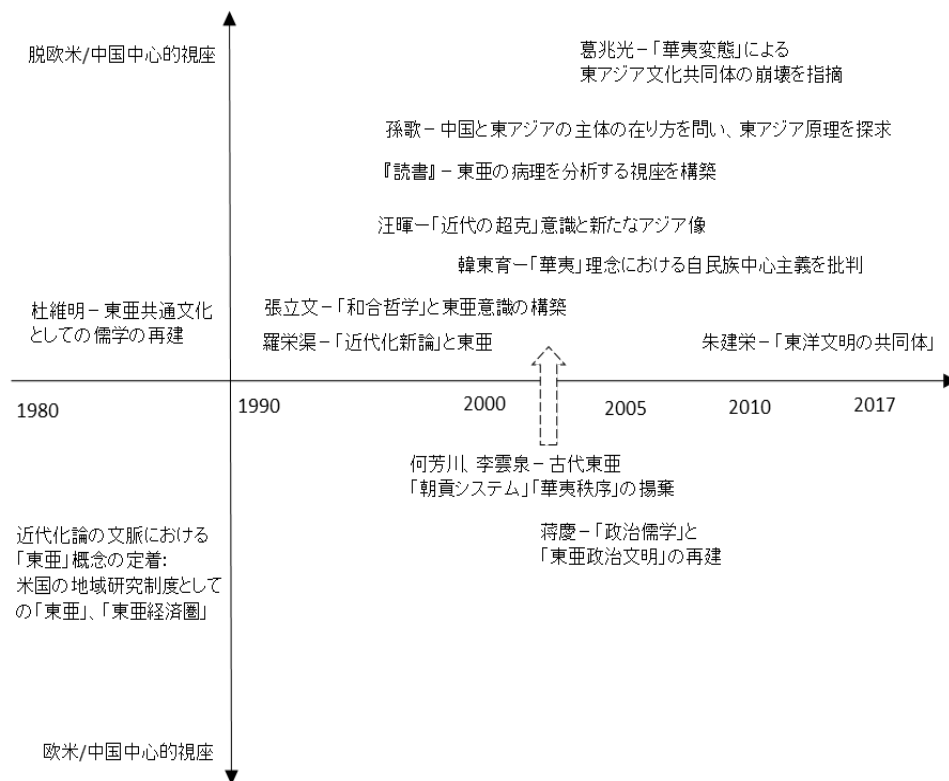 脱欧米/中国中心的視座
葛兆光－「華夷変態」による
東アジア文化共同体の崩壊を指摘
孫歌－中国と東アジアの主体の在り方を問い、東アジア原理を探求
『読書』－東亜の病理を分析する視座を構築
汪暉ー「近代の超克」意識と新たなアジア像
韓東育ー「華夷」理念における自民族中心主義を批判
杜維明－東亜共通文化
としての儒学の再建
張立文－「和合哲学」と東亜意識の構築
羅栄渠－「近代化新論」と東亜
朱建栄－「東洋文明の共同体」
1980
1990
2000
2005
2010
2017
何芳川、李雲泉－古代東亜
「朝貢システム」「華夷秩序」の揚棄
近代化論の文脈における
「東亜」概念の定着:
米国の地域研究制度として
の「東亜」、「東亜経済圏」
蒋慶－「政治儒学」と
「東亜政治文明」の再建
欧米/中国中心的視座